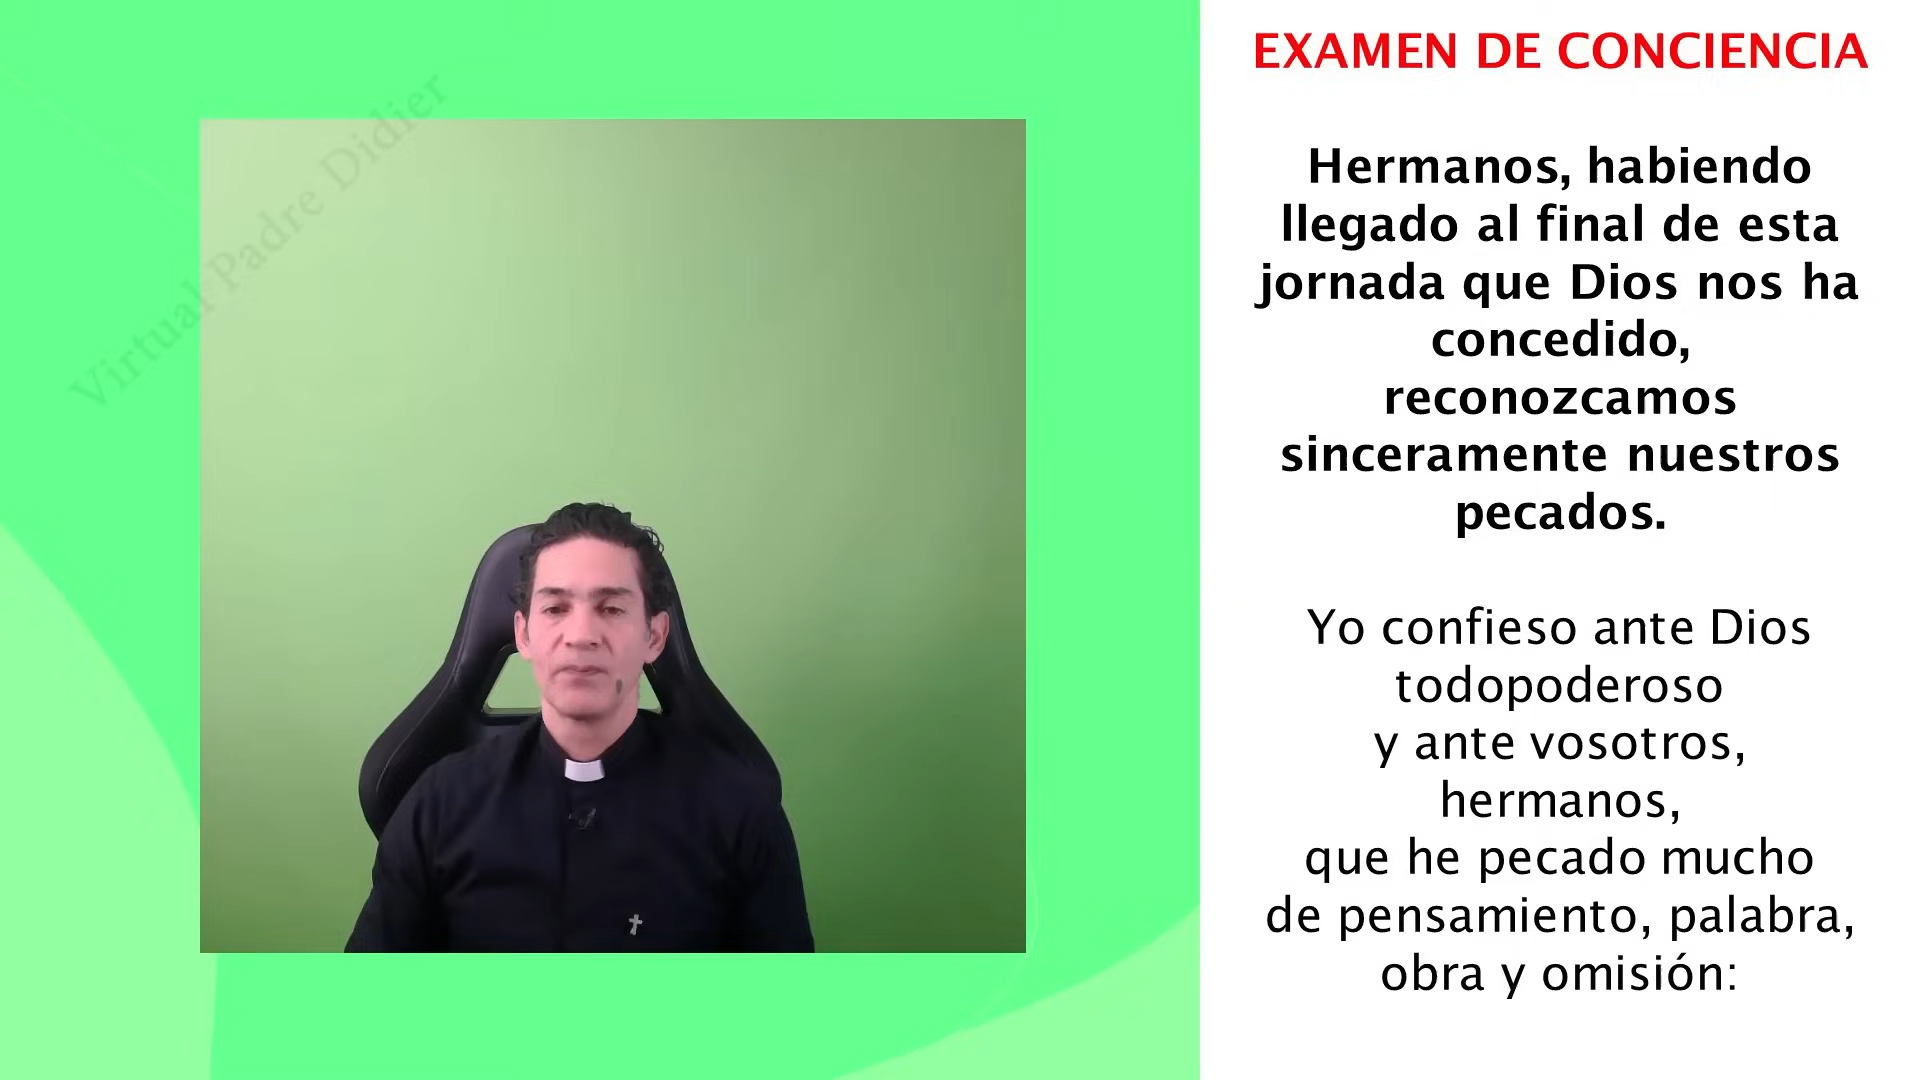 EXAMEN DE CONCIENCIA
Hermanos, habiendo
llegado al final de esta
jornada que Dios nos ha
concedido,
reconozcamos
sinceramente nuestros
pecados.
Yo confieso ante Dios
todopoderoso
y ante vosotros,
hermanos,
que he pecado mucho
de pensamiento, palabra,
obra y omisión:
Virtual Padre Didier